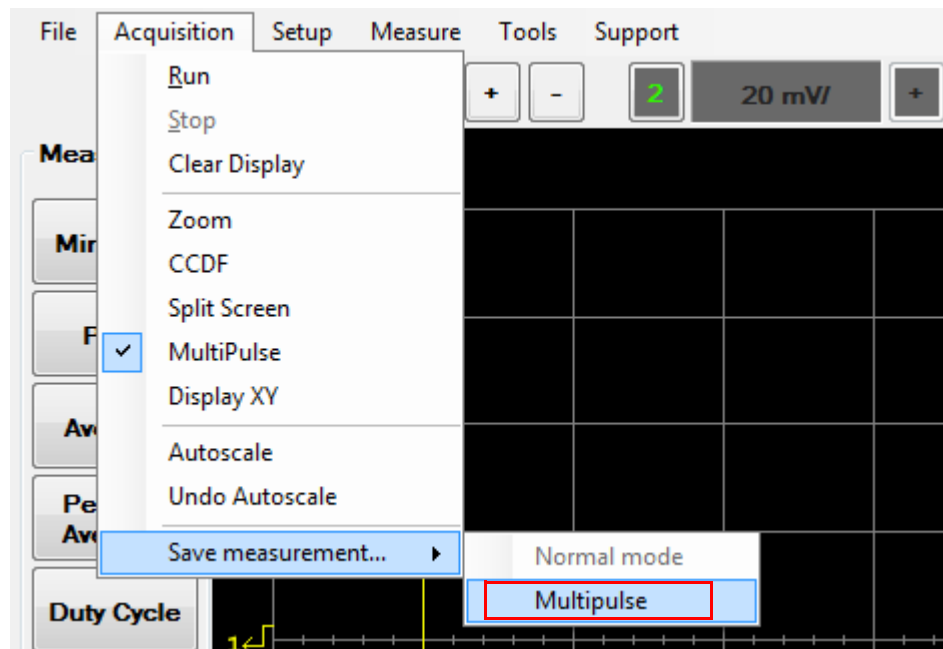 File Acquisition Setup Measure Tools Support
Run
+ - 2 20 mV/ +
Stop
Clear Display
Zoom
CCDF
Split Screen
MultiPulse
Display XY
Autoscale
Undo Autoscale
Save measurement...
Normal mode
Multipulse
Duty Cycle
1